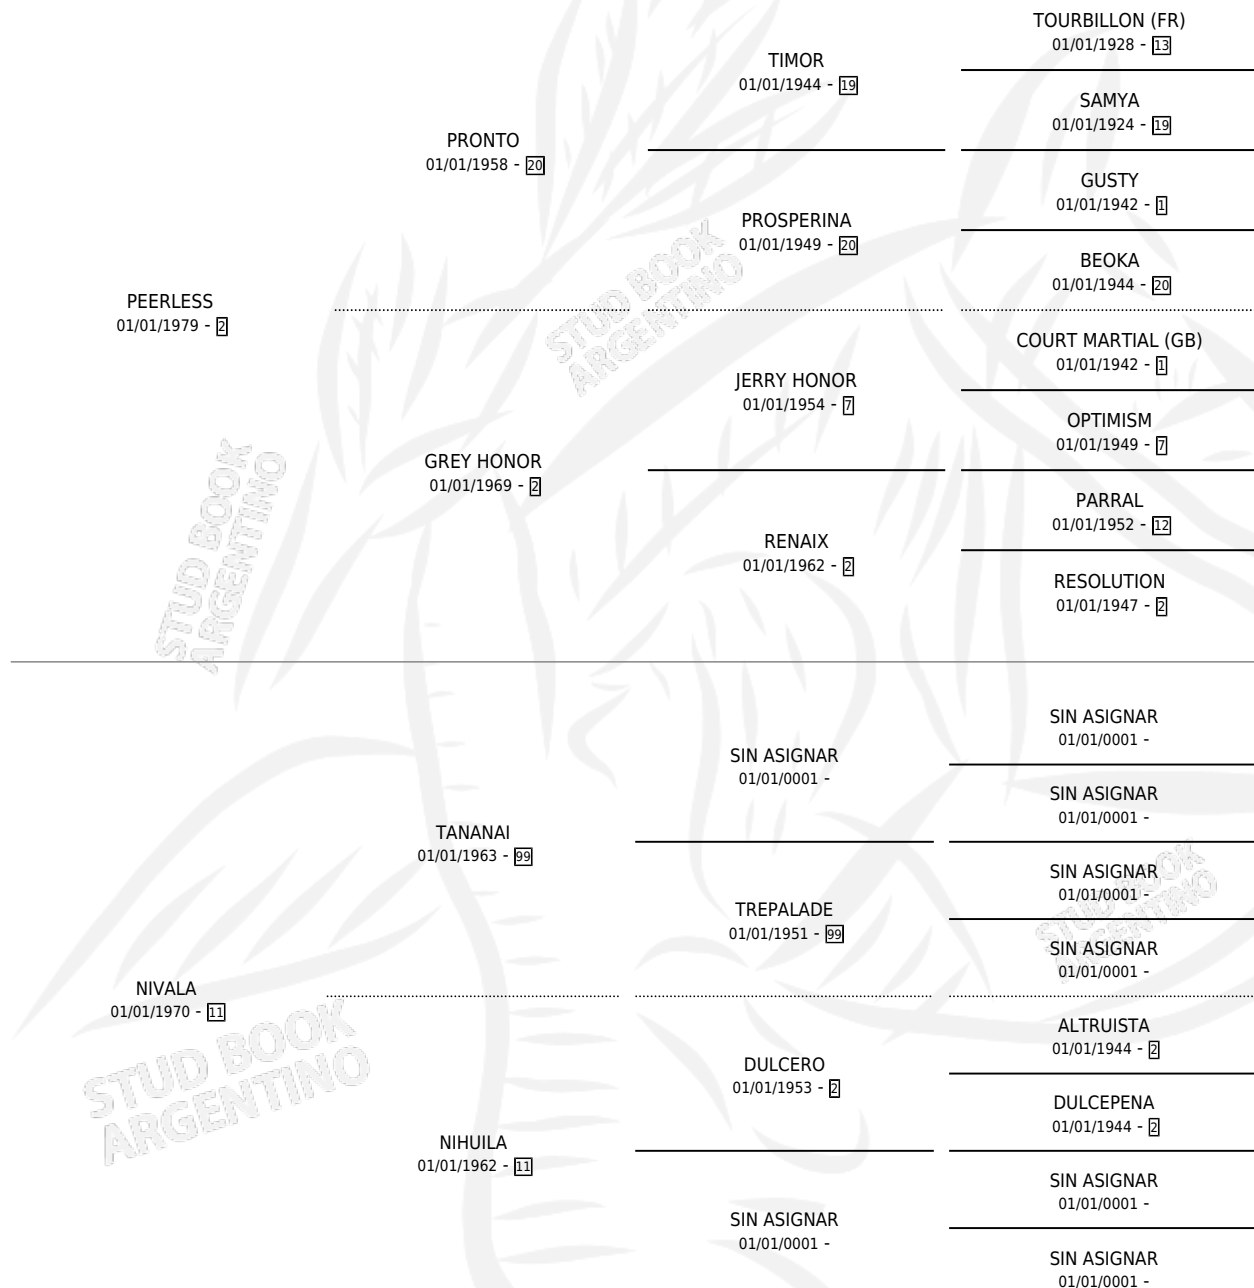 TOURBILLON (FR)
01/01/1928 - 13
TIMOR
01/01/1944 - 19
SAMYA
01/01/1924 - 19
PRONTO
01/01/1958 - 20
GUSTY
01/01/1942 - 1
PROSPERINA
01/01/1949 - 20
BEOKA
01/01/1944 - 20
PEERLESS
01/01/1979 - 2
STUD BOOK
ARGENTINO
COURT MARTIAL (GB)
01/01/1942 - 1
JERRY HONOR
01/01/1954 - 7
OPTIMISM
01/01/1949 - 7
GREY HONOR
01/01/1969 - 2
PARRAL
01/01/1952 - 12
RENAIX
01/01/1962 - 2
RESOLUTION
01/01/1947 - 2
STUD BOOK
ARGENTINO
SIN ASIGNAR
01/01/0001 -
SIN ASIGNAR
01/01/0001 -
SIN ASIGNAR
01/01/0001 -
TANANAI
01/01/1963 - 99
SIN ASIGNAR
01/01/0001 -
TREPALADE
01/01/1951 - 99
SIN ASIGNAR
01/01/0001 -
STUD BOOK
ARGENTINO
NIVALA
01/01/1970 - 11
STUD BOOK
ARGENTINO
ALTRUISTA
01/01/1944 - 2
DULCERO
01/01/1953 - 2
DULCEPENA
01/01/1944 - 2
NIHUILA
01/01/1962 - 11
SIN ASIGNAR
01/01/0001 -
SIN ASIGNAR
01/01/0001 -
SIN ASIGNAR
01/01/0001 -